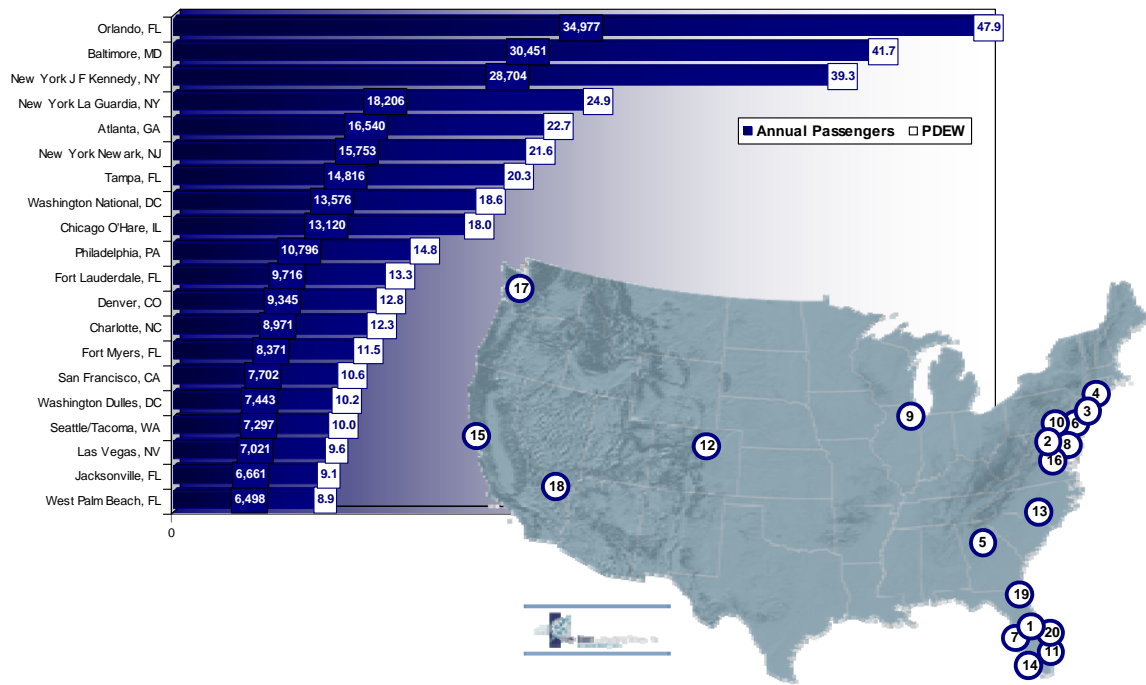 Orlando, FL 34,977 47.9
Baltimore, MD 30,451 41.7
New York J F Kennedy, NY 28,704 39.3
New York La Guardia, NY 18,206 24.9
Atlanta, GA 16,540 22.7
New York Newark, NJ 15,753 21.6
Tampa, FL 14,816 20.3
Washington National, DC 13,576 18.6
Chicago O'Hare, IL 13,120 18.0
Philadelphia, PA 10,796 14.8
Fort Lauderdale, FL 9,716 13.3
Denver, CO 9,345 12.8
Charlotte, NC 8,971 12.3
Fort Myers, FL 8,371 11.5
San Francisco, CA 7,702 10.6
Washington Dulles, DC 7,443 10.2
Seattle/Tacoma, WA 7,297 10.0
Las Vegas, NV 7,021 9.6
Jacksonville, FL 6,661 9.1
West Palm Beach, FL 6,498 8.9
0
Annual Passengers PDEW
17
4
3
9
10 6
15
2 8
12
16
18
13
5
19
1
20
7
11
14